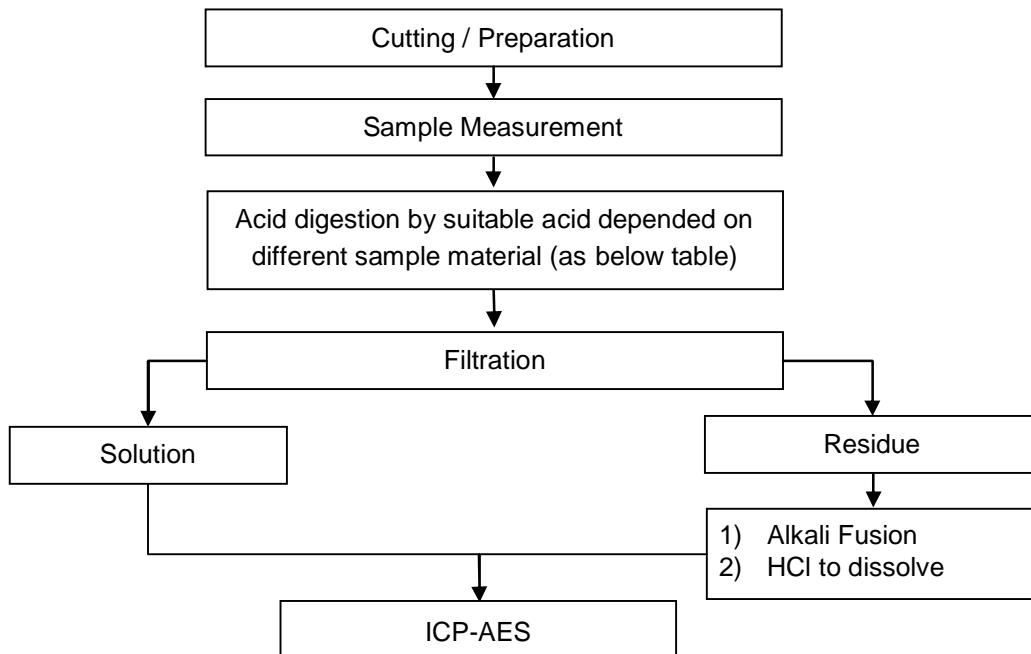 Cutting / Preparation
Sample Measurement
Acid digestion by suitable acid depended on
different sample material (as below table)
Filtration
Solution
Residue
1) Alkali Fusion
2) HCl to dissolve
ICP-AES